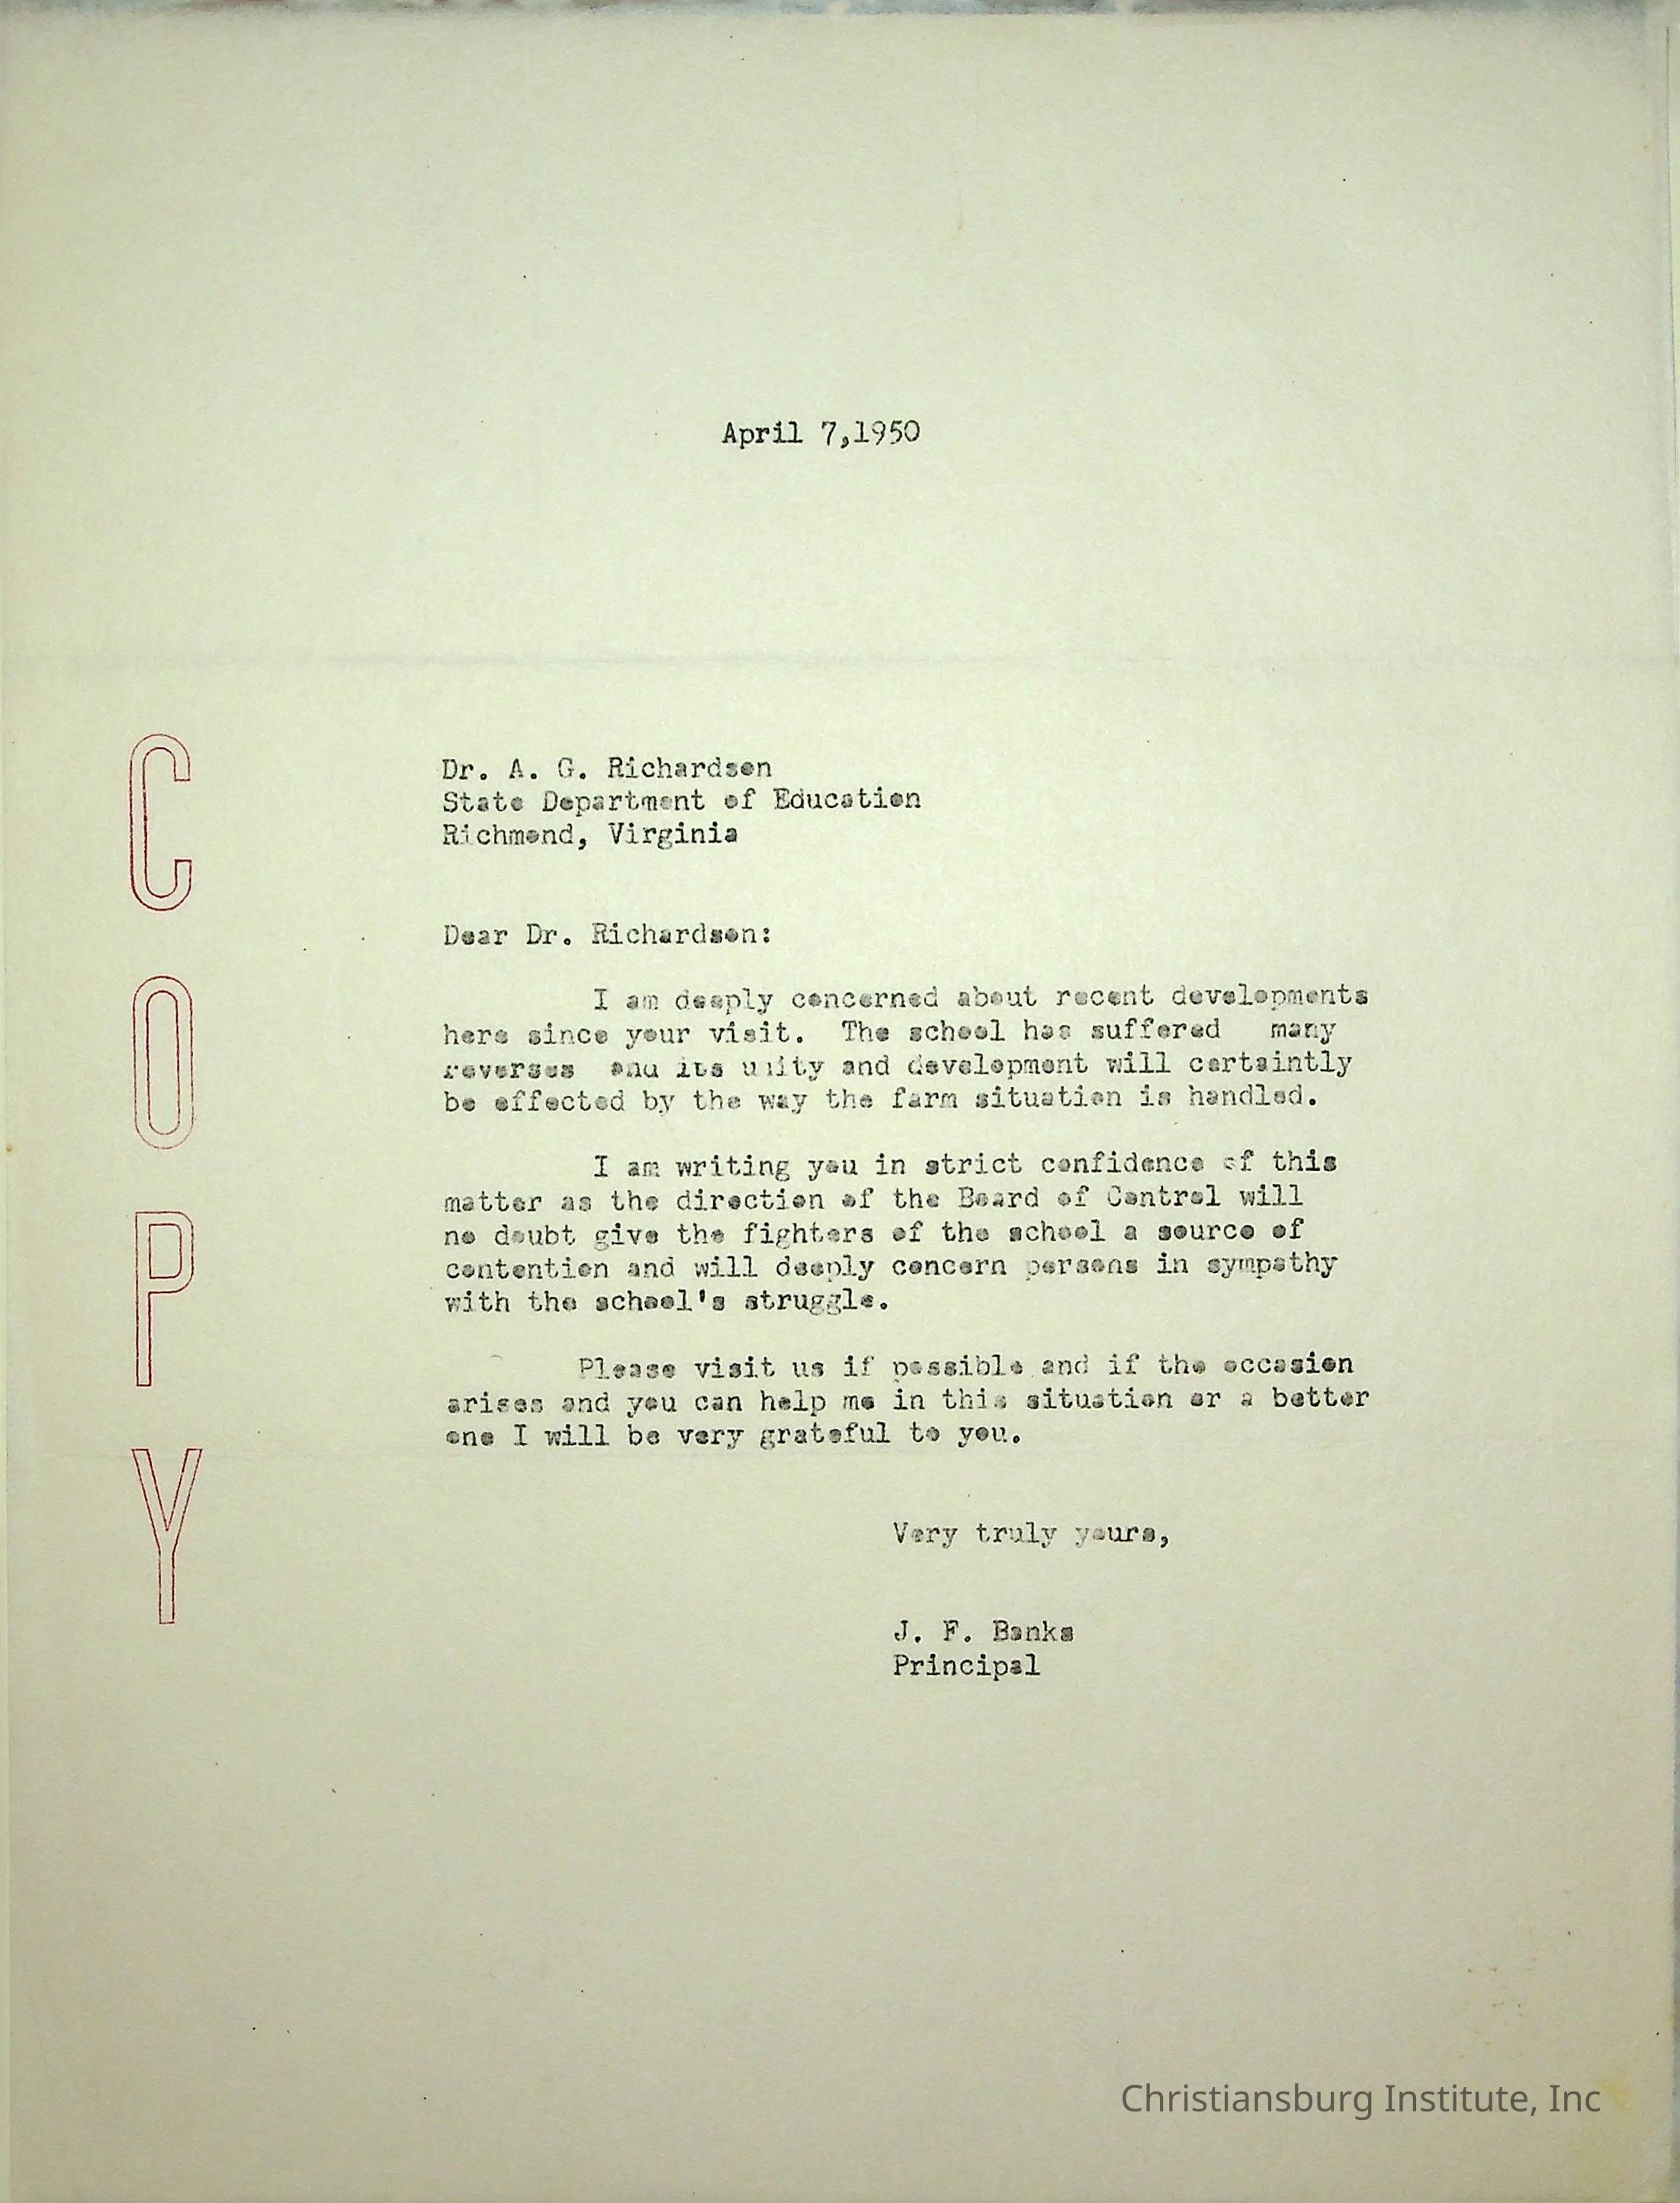 April 7,1950
COPY
Dr. A. G. Richardson
State Department of Education
Richmond, Virginia
Dear Dr. Richardson:
I am deeply concerned about recent developments
here since your visit. The school has suffered many
reverses and its unity and development will certaintly
be effected by the way the farm situation is handled.
I am writing you in strict confidence of this
matter as the direction of the Board of Control will
no doubt give the fighters of the school a source of
contention and will deeply concern persons in sympathy
with the school's struggle.
Please visit us if possible and if the occasion
arises and you can help me in this situation or a better
one I will be very grateful to you.
Very truly yours,
J. F. Banks
Principal
Christiansburg Institute, Inc